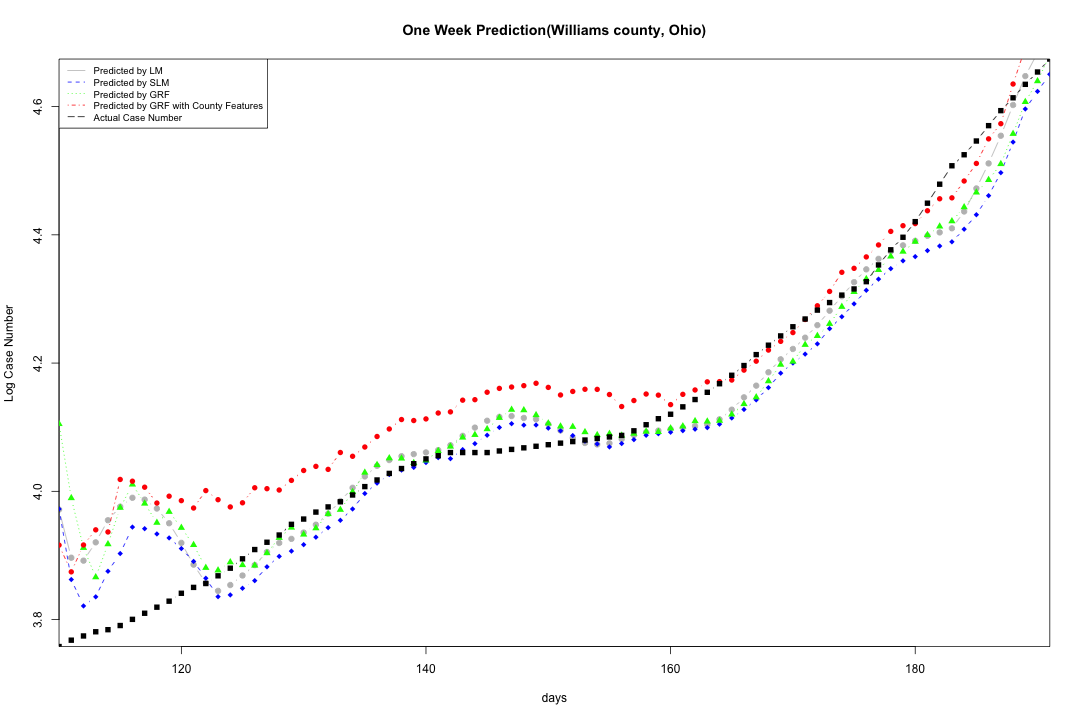 One Week Prediction(Williams county, Ohio)
Predicted by LM
Predicted by SLM
Predicted by GRF
Predicted by GRF with County Features
Actual Case Number
Log Case Number
4.6
4.4
4.2
4.0
3.8
120 140 160 180
days